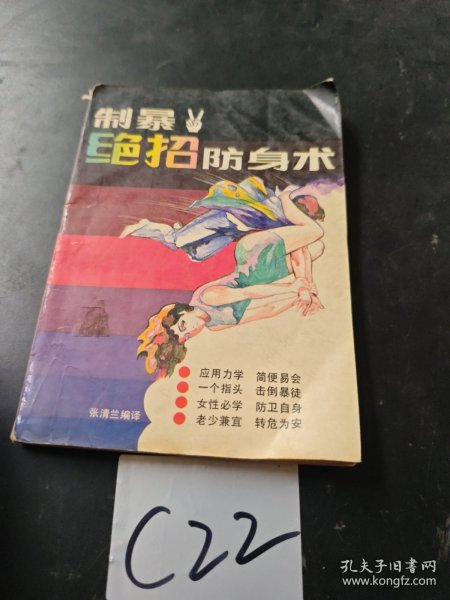 制暴
绝招防身术
应用力学 简便易会
一个指头 击倒暴徒
女性必学 防卫自身
老少兼宜 转危为安
张清兰编译
C22
孔夫子旧书网
www.kongfz.com